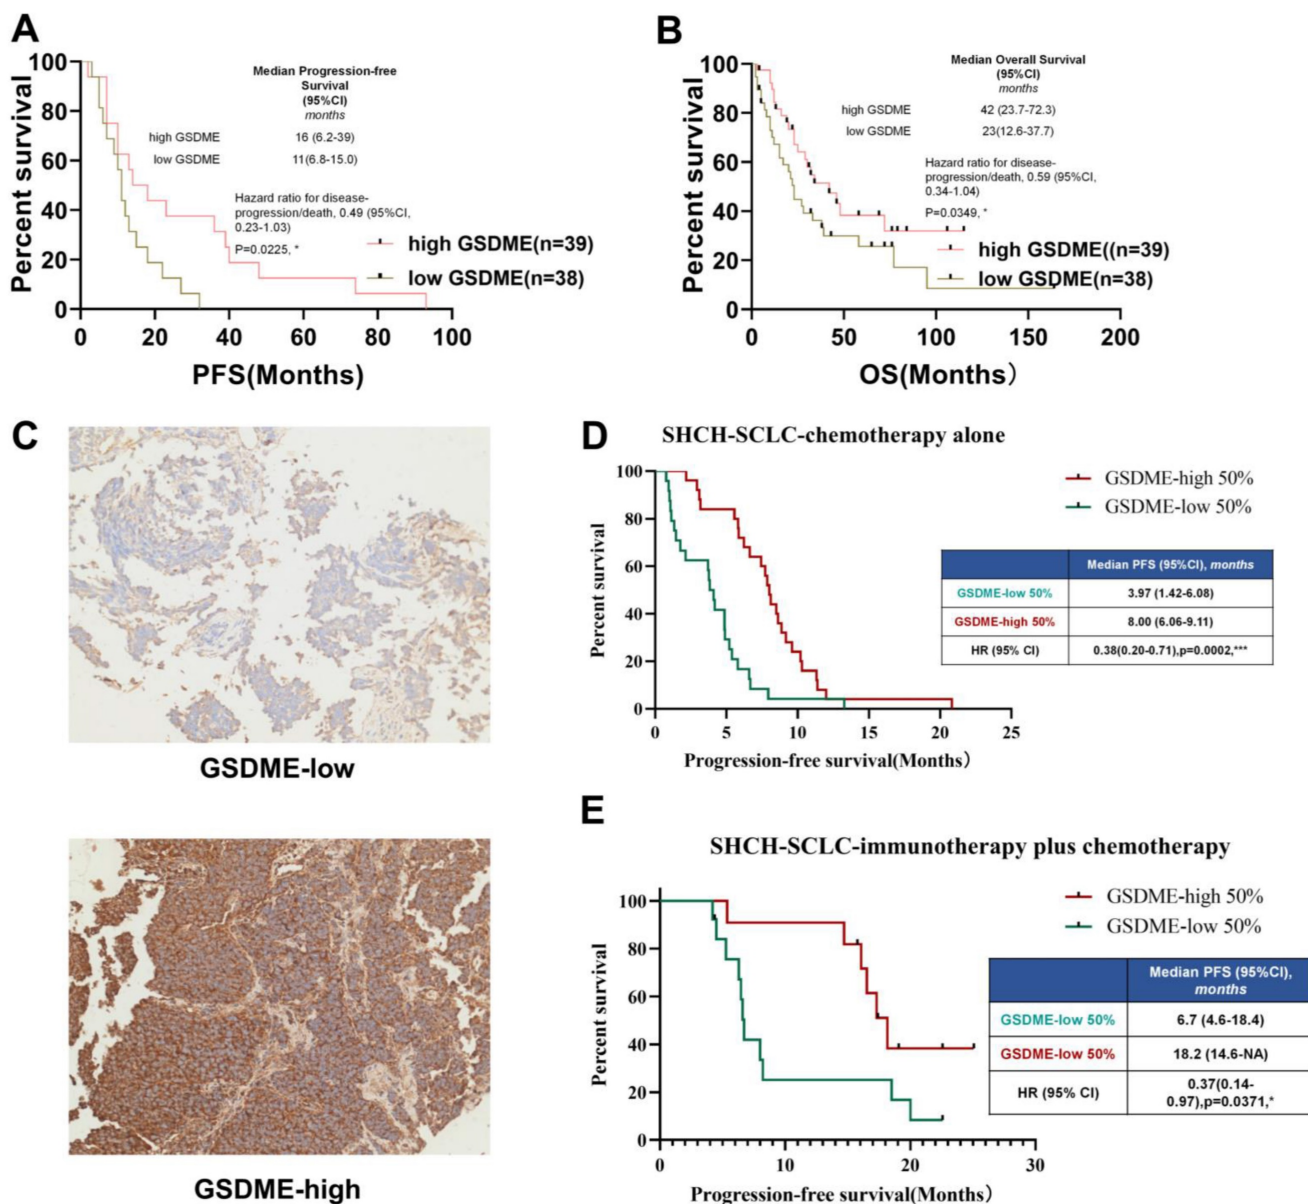 A
Percent survival
100
80
60
40
20
0
Median Progression-free
Survival
(95%CI)
months
high GSDME 16 (6.2-39)
low GSDME 11(6.8-15.0)
Hazard ratio for disease-
progression/death, 0.49 (95%CI,
0.23-1.03)
P=0.0225, *
high GSDME(n=39)
low GSDME(n=38)
0 20 40 60 80 100
PFS(Months)
B
Percent survival
100
80
60
40
20
0
Median Overall Survival
(95%CI)
months
high GSDME 42 (23.7-72.3)
low GSDME 23(12.6-37.7)
Hazard ratio for disease-
progression/death, 0.59 (95%CI,
0.34-1.04)
P=0.0349, *
high GSDME((n=39)
low GSDME(n=38)
0 50 100 150 200
OS(Months)
C
GSDME-low
GSDME-high
D
SHCH-SCLC-chemotherapy alone
Percent survival
100
80
60
40
20
0
GSDME-high 50%
GSDME-low 50%
Median PFS (95%CI), months
GSDME-low 50% 3.97 (1.42-6.08)
GSDME-high 50% 8.00 (6.06-9.11)
HR (95% CI) 0.38(0.20-0.71),p=0.0002,***
0 5 10 15 20 25
Progression-free survival(Months)
E
SHCH-SCLC-immunotherapy plus chemotherapy
Percent survival
100
80
60
40
20
0
GSDME-high 50%
GSDME-low 50%
Median PFS (95%CI),
months
GSDME-low 50% 6.7 (4.6-18.4)
GSDME-low 50% 18.2 (14.6-NA)
HR (95% CI) 0.37(0.14-
0.97),p=0.0371,*
0 10 20 30
Progression-free survival(Months)